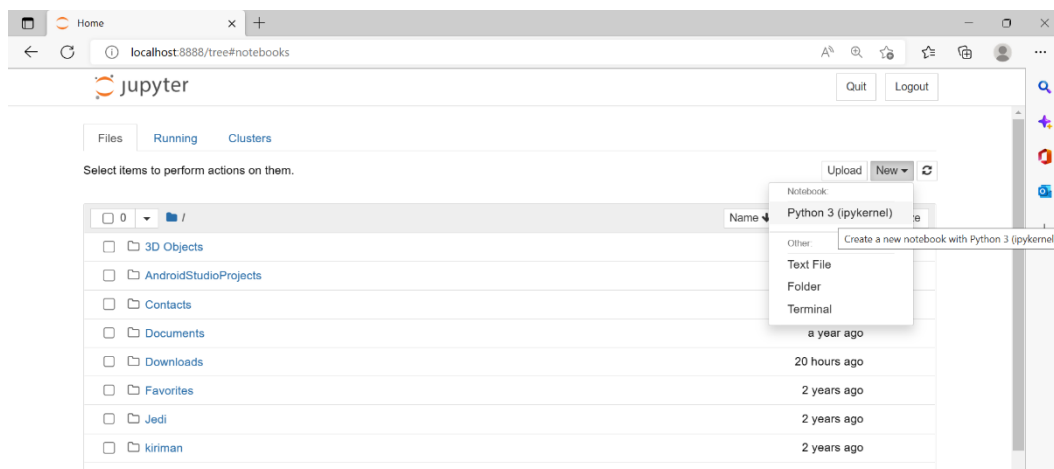 Home
localhost:8888/tree#notebooks
jupyter
Quit Logout
Files Running Clusters
Select items to perform actions on them.
Upload New
Notebook:
0 / Name
Python 3 (ipykernel)
Create a new notebook with Python 3 (ipykernel
Other:
3D Objects
Text File
AndroidStudioProjects
Folder
Contacts
Terminal
Documents a year ago
Downloads 20 hours ago
Favorites 2 years ago
Jedi 2 years ago
kiriman 2 years ago